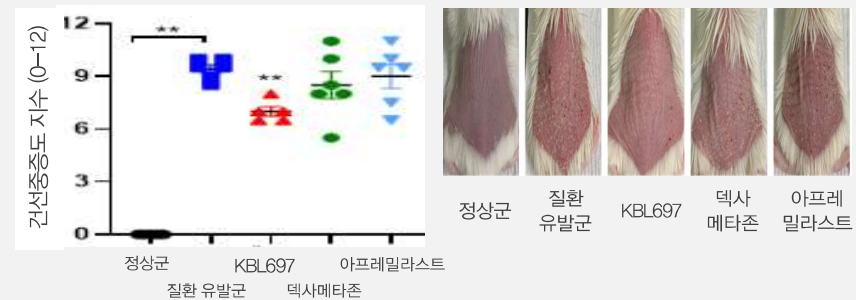 건선중증도 지수 (0–12)
12
9
6
3
0
**
**
정상군
질환 유발군
KBL697
덱사메타존
아프레밀라스트
정상군
질환
유발군
KBL697
덱사
메타존
아프레
밀라스트